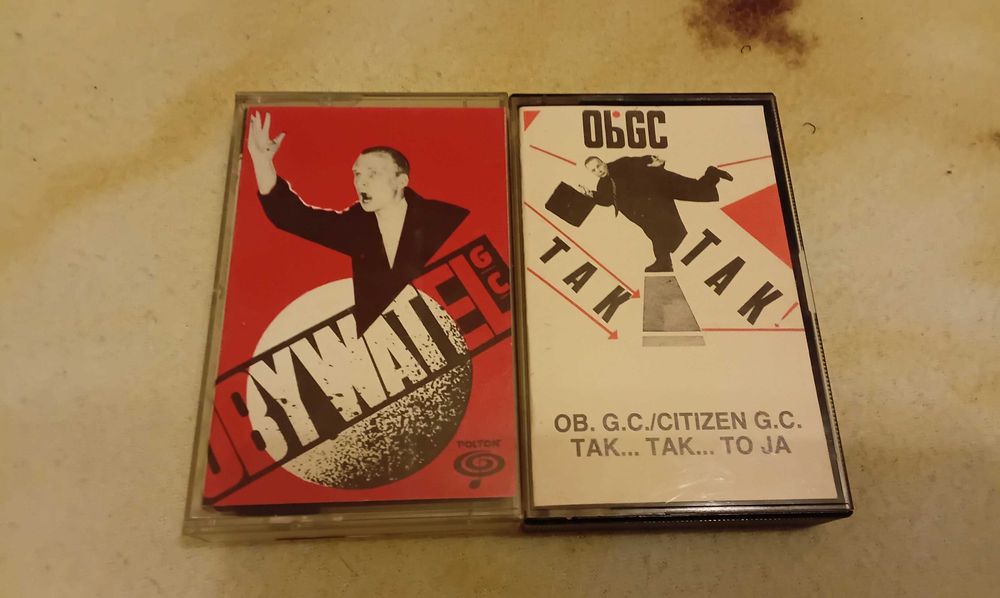 OBYWATEL
G.C.
POLTON
ObGC
TAK
TAK!
OB. G.C./CITIZEN G.C.
TAK... TAK... TO JA